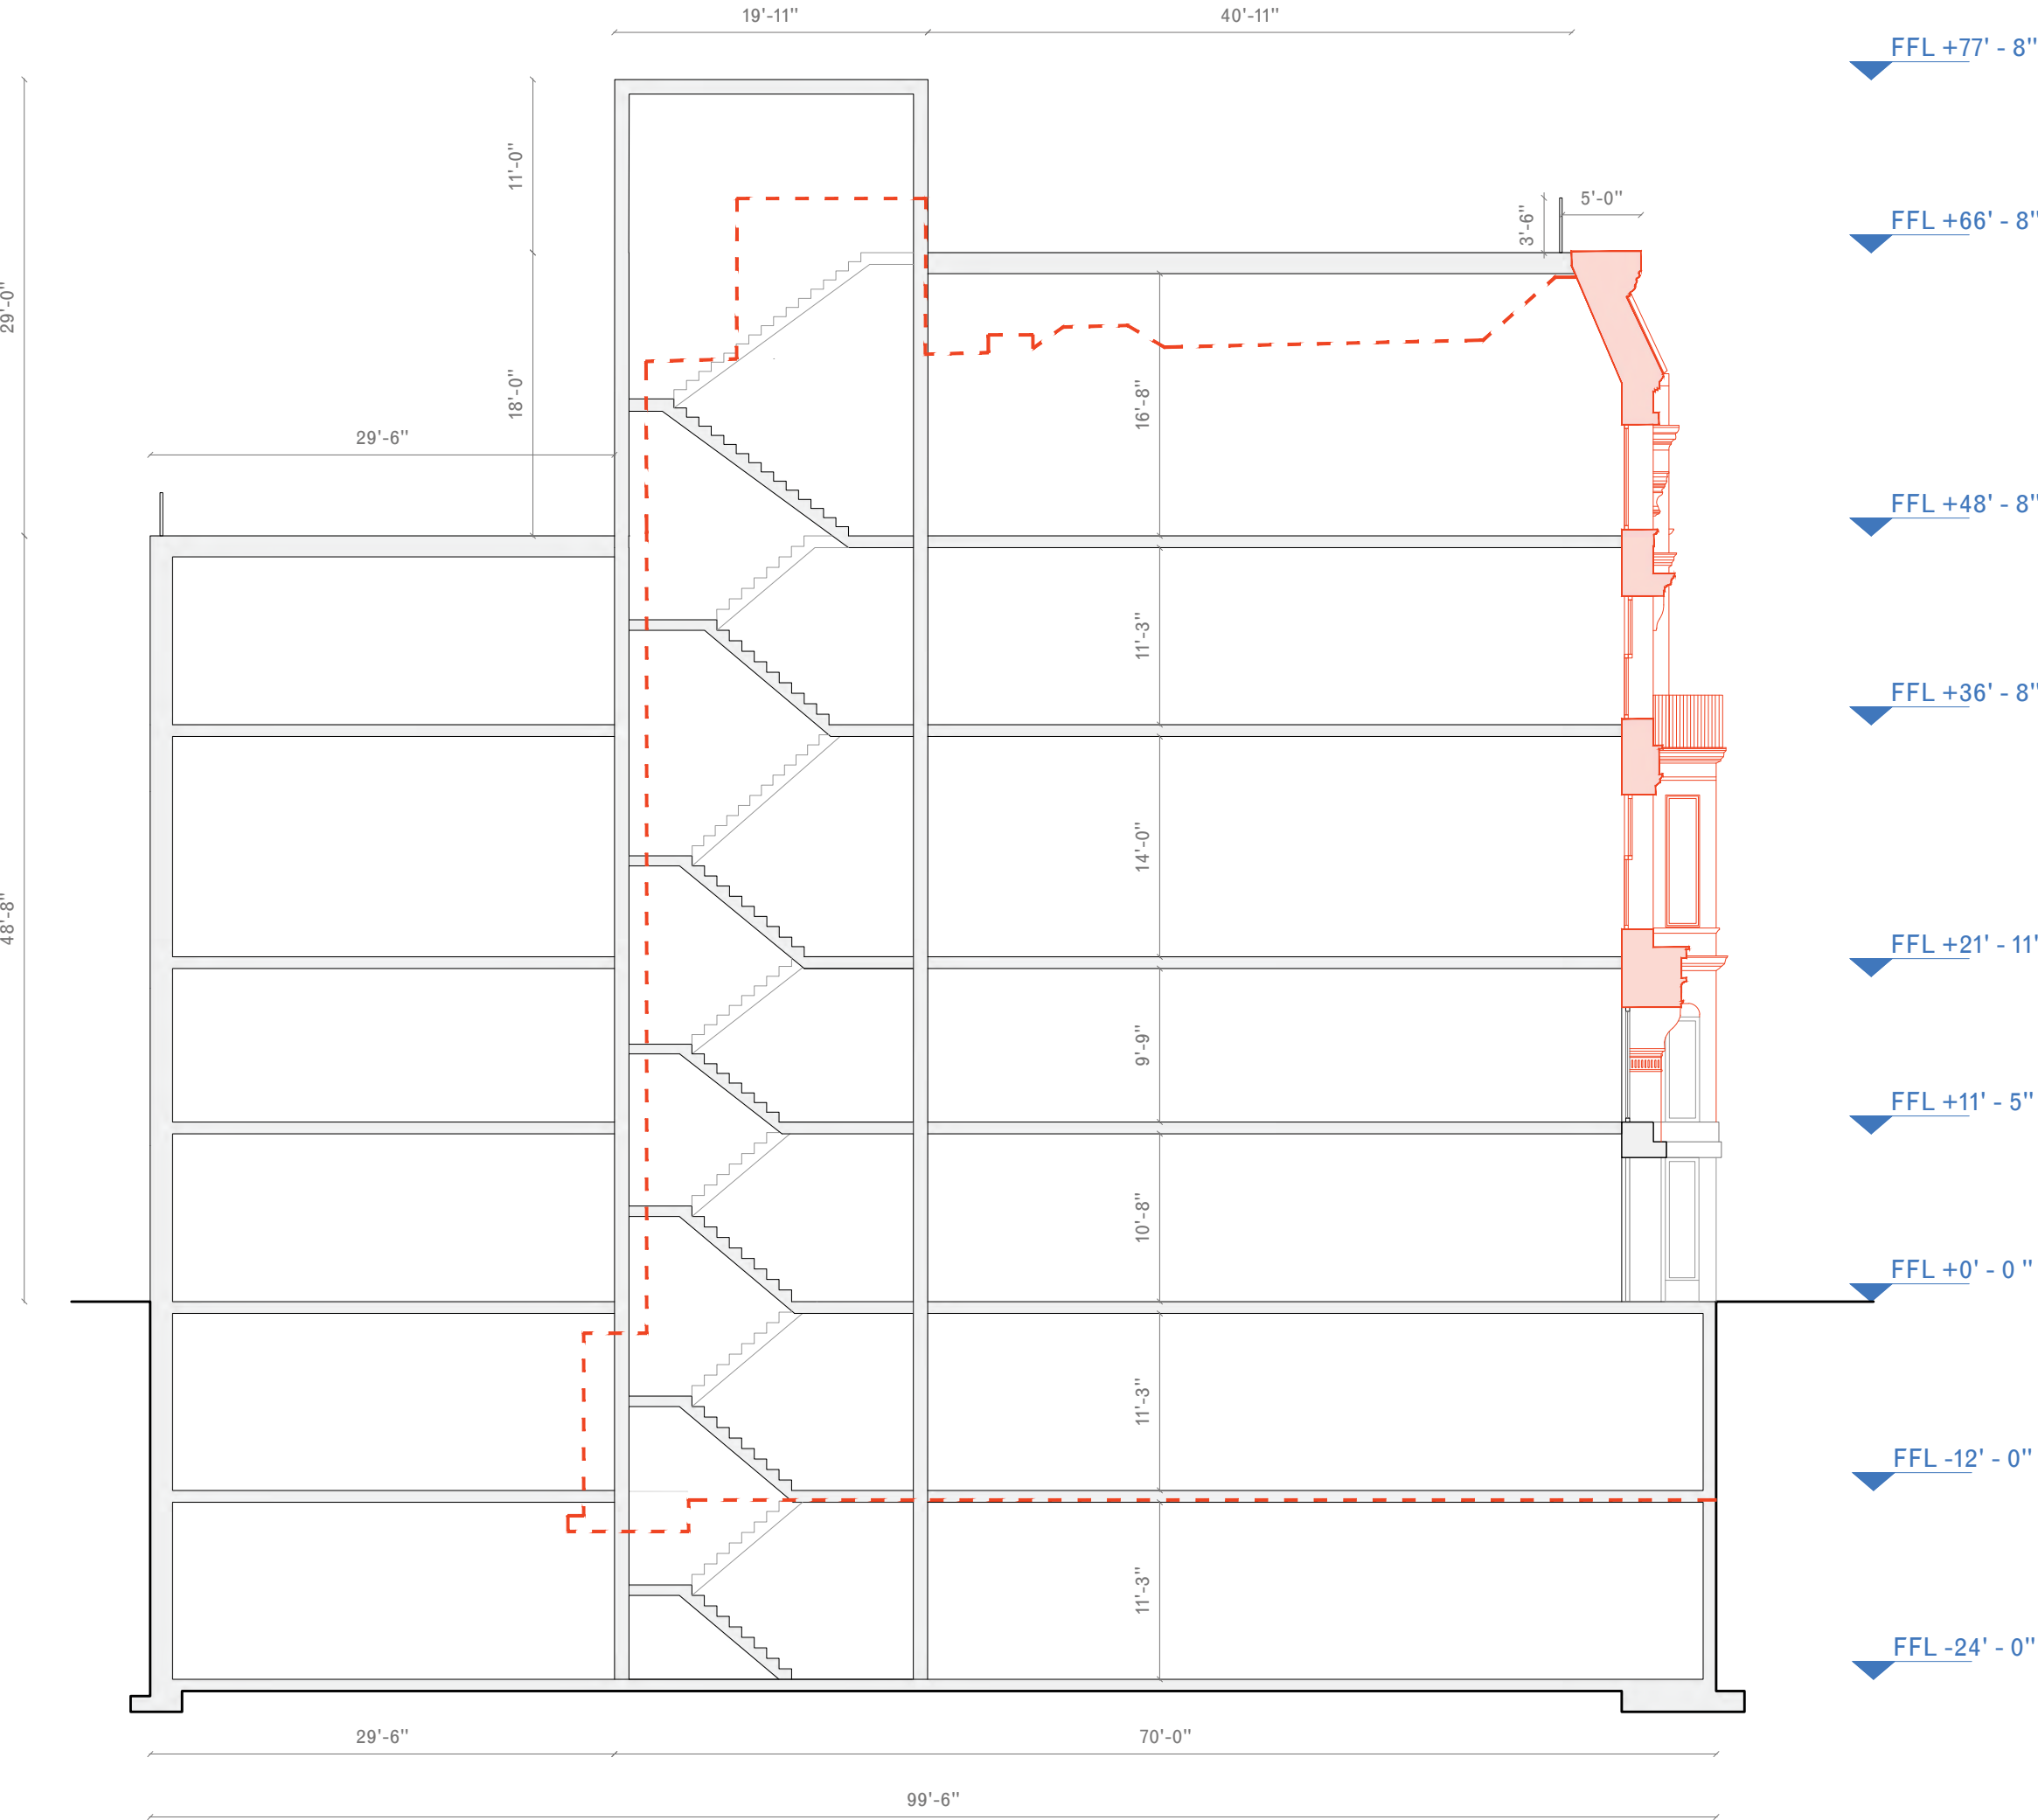 19'-11"
40'-11"
FFL +77' - 8"
11'-0"
5'-0"
3'-6"
FFL +66' - 8"
29'-0"
18'-0"
16'-8"
29'-6"
FFL +48' - 8"
11'-3"
FFL +36' - 8"
14'-0"
48'-8"
FFL +21' - 11'
9'-9"
FFL +11' - 5"
10'-8"
FFL +0' - 0 "
11'-3"
FFL -12' - 0"
11'-3"
FFL -24' - 0"
29'-6"
70'-0"
99'-6"